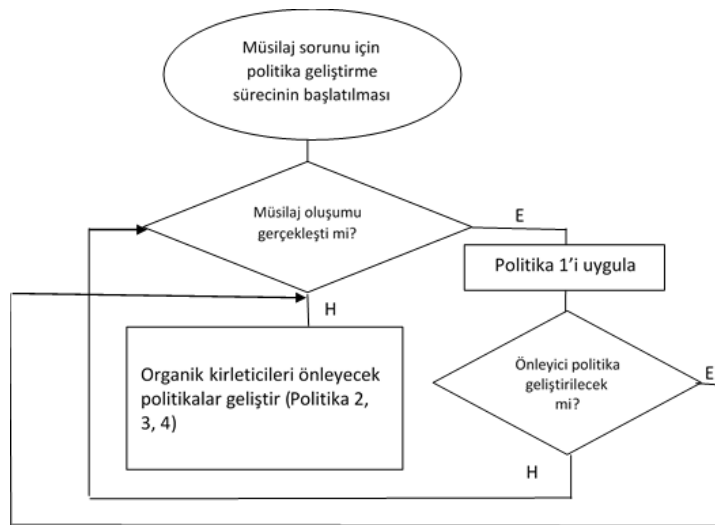 Müsilaj sorunu için
politika geliştirme
sürecinin başlatılması
Müsilaj oluşumu
gerçekleşti mi?
E
Politika 1'i uygula
H
Organik kirleticileri önleyecek
politikalar geliştir (Politika 2,
3, 4)
Önleyici politika
geliştirilecek
mi?
E
H